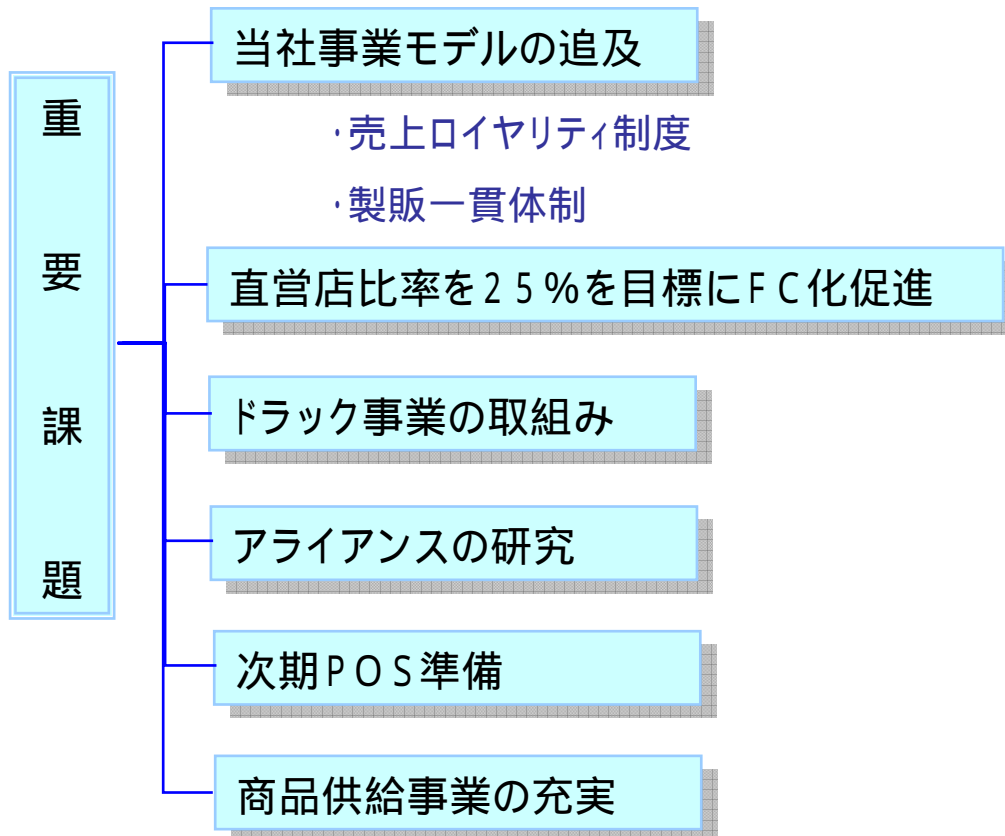 重要課題
当社事業モデルの追及
・売上ロイヤリティ制度
・製販一貫体制
直営店比率を25%を目標にFC化促進
ドラック事業の取組み
アライアンスの研究
次期POS準備
商品供給事業の充実